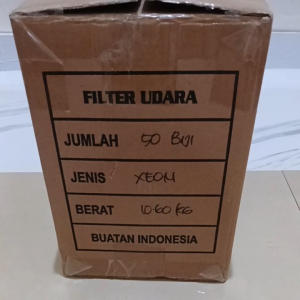 FILTER UDARA
JUMLAH 50 BIJI
JENIS XEON
BERAT 10.60 KG
BUATAN INDONESIA